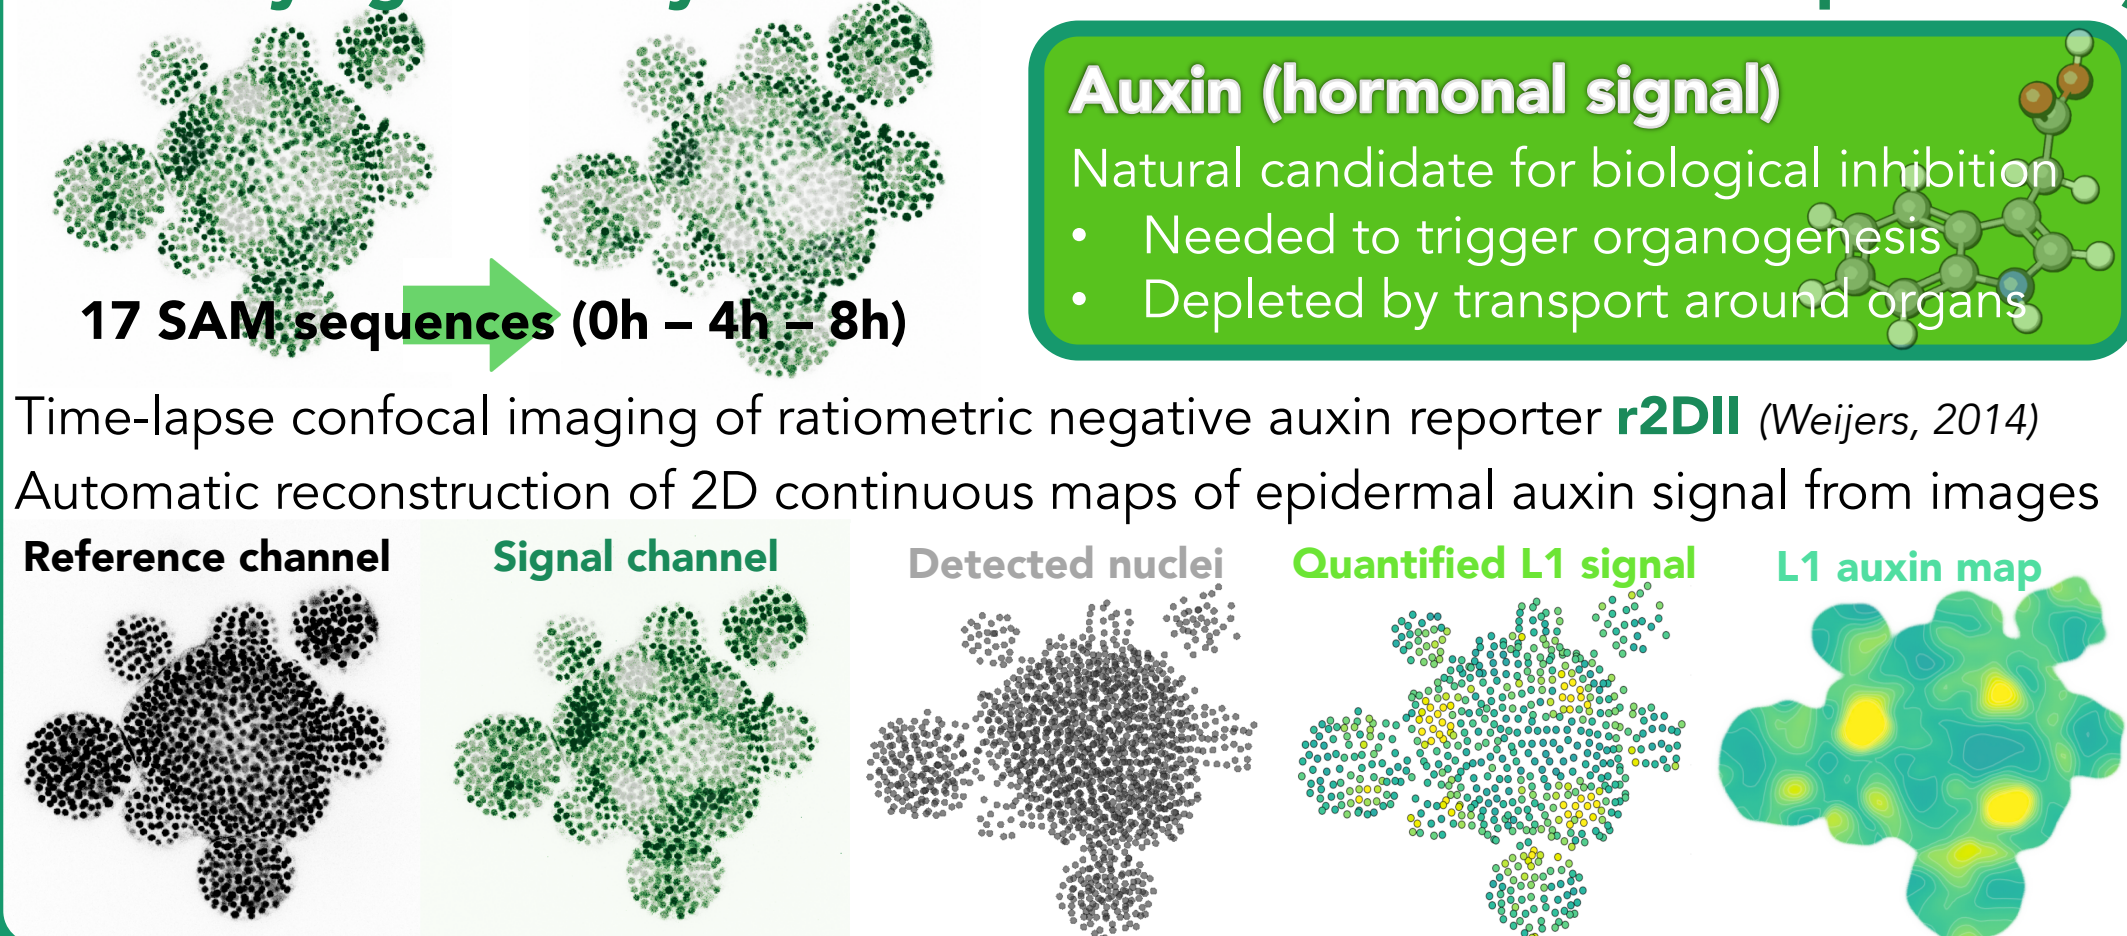 17 SAM sequences (0h – 4h – 8h)
Auxin (hormonal signal)
Natural candidate for biological inhibition
• Needed to trigger organogenesis
• Depleted by transport around organs
Time-lapse confocal imaging of ratiometric negative auxin reporter r2DII (Weijers, 2014)
Automatic reconstruction of 2D continuous maps of epidermal auxin signal from images
Reference channel
Signal channel
Detected nuclei
Quantified L1 signal
L1 auxin map